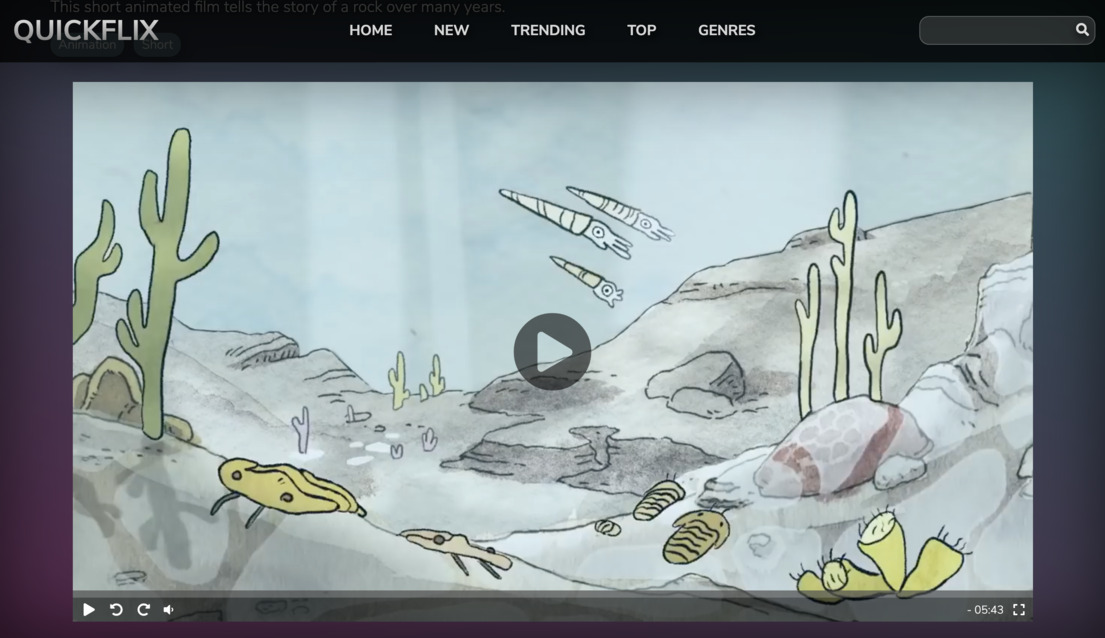 This short animated film tells the story of a rock over many years.
QUICKFLIX
HOME NEW TRENDING TOP GENRES
Animation Short
- 05:43